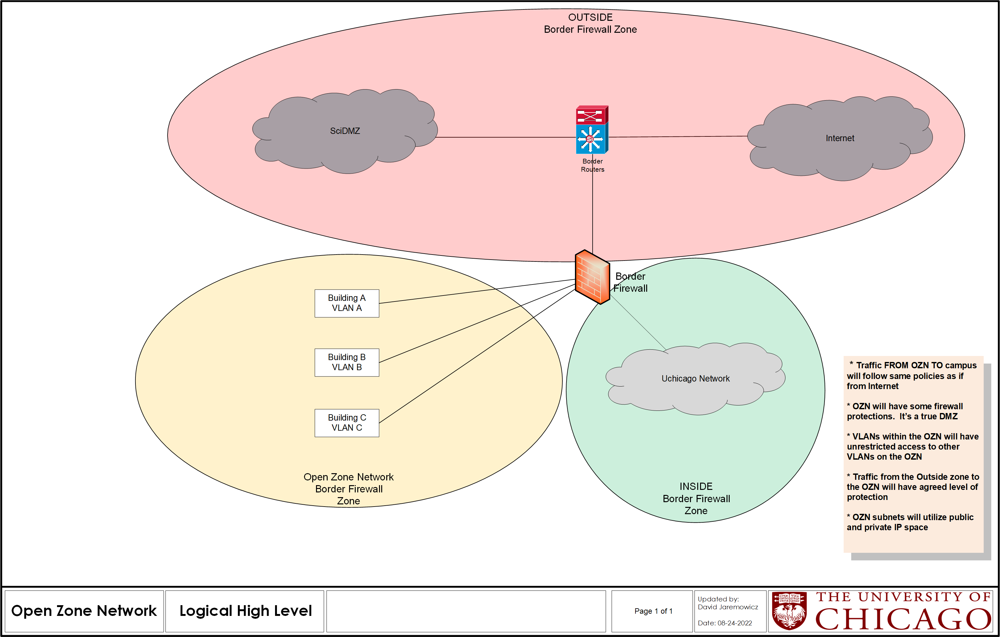 OUTSIDE
Border Firewall Zone
SciDMZ
Si
Border
Routers
Internet
Border
Firewall
Building A
VLAN A
Building B
VLAN B
Building C
VLAN C
Open Zone Network
Border Firewall
Zone
Uchicago Network
INSIDE
Border Firewall
Zone
* Traffic FROM OZN TO campus
will follow same policies as if
from Internet
* OZN will have some firewall
protections.  It’s a true DMZ
* VLANs within the OZN will have
unrestricted access to other
VLANs on the OZN
* Traffic from the Outside zone to
the OZN will have agreed level of
protection
* OZN subnets will utilize public
and private IP space
Open Zone Network
Logical High Level
Page 1 of 1
Updated by:
David Jaremowicz
Date: 08-24-2022
THE UNIVERSITY OF
CHICAGO